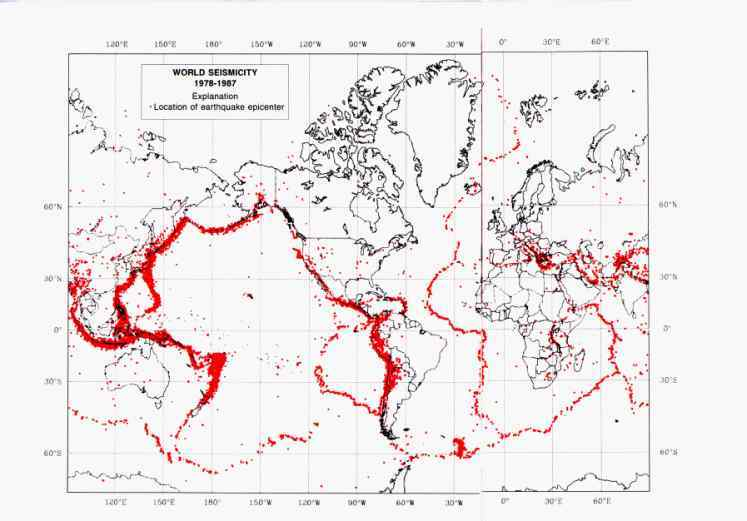 120°E 150°E 180° 150°W 120°W 90°W 60°W 30°W 0° 30°E 60°E
WORLD SEISMICITY
1978-1987
Explanation
· Location of earthquake epicenter
60°N 60°N
30°N 30°N
0° 0°
30°S 30°E
60°S 60°S
120°E 150°E 180° 150°W 120°W 90°W 60°W 30°W 0° 30°E 60°E